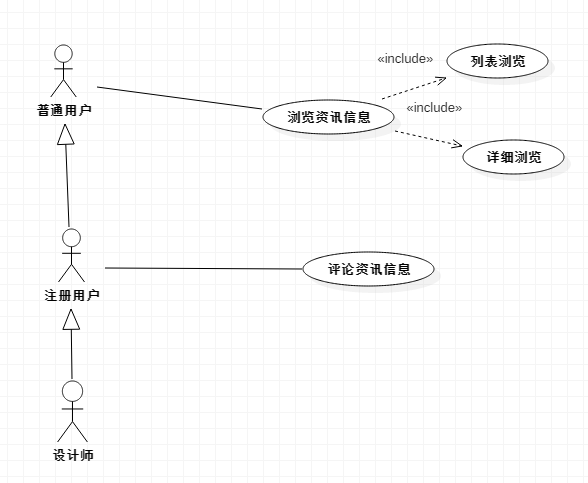 «include»
列表浏览
普通用户
浏览资讯信息
«include»
详细浏览
注册用户
评论资讯信息
设计师